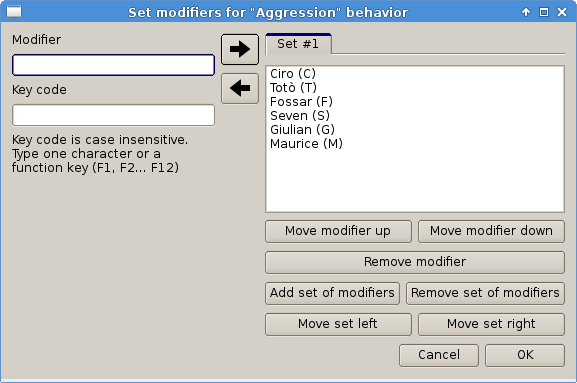 Set modifiers for "Aggression" behavior
Modifier
Key code
Key code is case insensitive.
Type one character or a
function key (F1, F2... F12)
Set #1
Ciro (C)
Totò (T)
Fossar (F)
Seven (S)
Giulian (G)
Maurice (M)
Move modifier up
Move modifier down
Remove modifier
Add set of modifiers
Remove set of modifiers
Move set left
Move set right
Cancel
OK